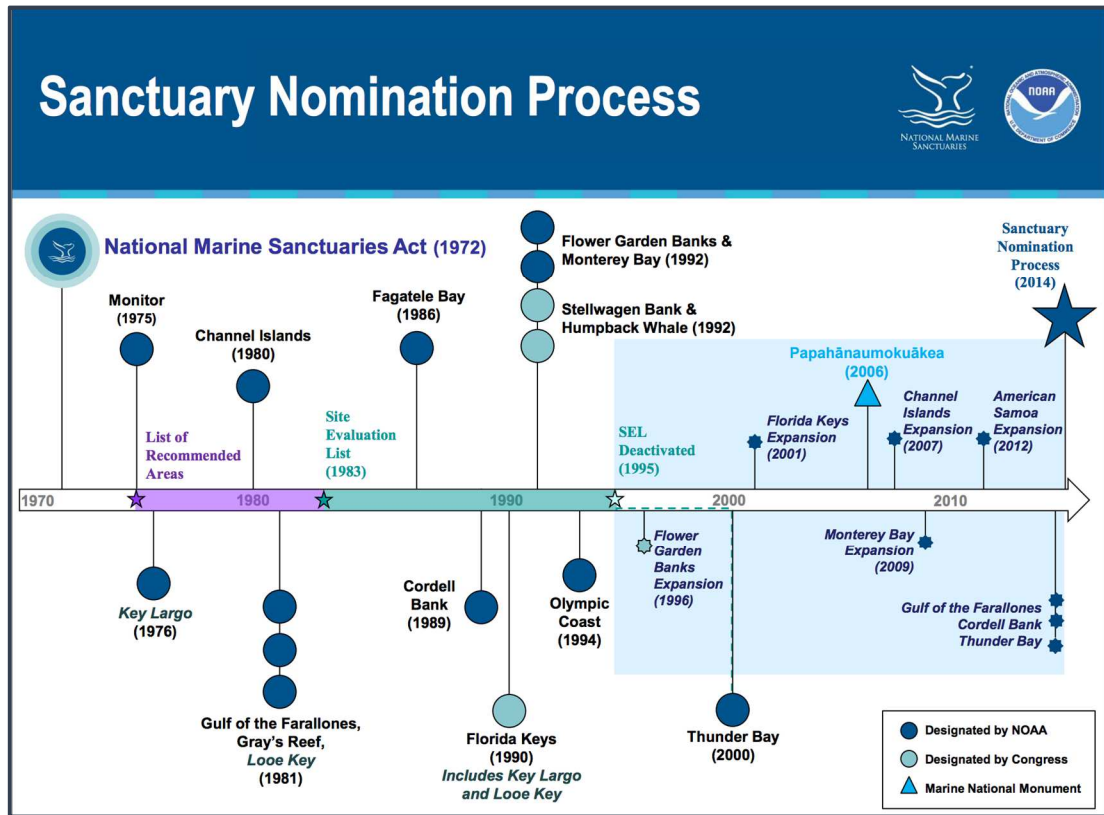 Sanctuary Nomination Process
NATIONAL MARINE
SANCTUARIES
NOAA
National Marine Sanctuaries Act (1972)
Monitor
(1975)
Channel Islands
(1980)
Fagatele Bay
(1986)
Flower Garden Banks &
Monterey Bay (1992)
Stellwagen Bank &
Humpback Whale (1992)
Sanctuary
Nomination
Process
(2014)
Papahānaumokuākea
(2006)
List of
Recommended
Areas
Site
Evaluation
List
(1983)
SEL
Deactivated
(1995)
Florida Keys
Expansion
(2001)
Channel
Islands
Expansion
(2007)
American
Samoa
Expansion
(2012)
1970
1980
1990
2000
2010
Key Largo
(1976)
Gulf of the Farallones,
Gray's Reef,
Looe Key
(1981)
Cordell
Bank
(1989)
Florida Keys
(1990)
Includes Key Largo
and Looe Key
Olympic
Coast
(1994)
Flower
Garden
Banks
Expansion
(1996)
Thunder Bay
(2000)
Monterey Bay
Expansion
(2009)
Gulf of the Farallones
Cordell Bank
Thunder Bay
Designated by NOAA
Designated by Congress
Marine National Monument